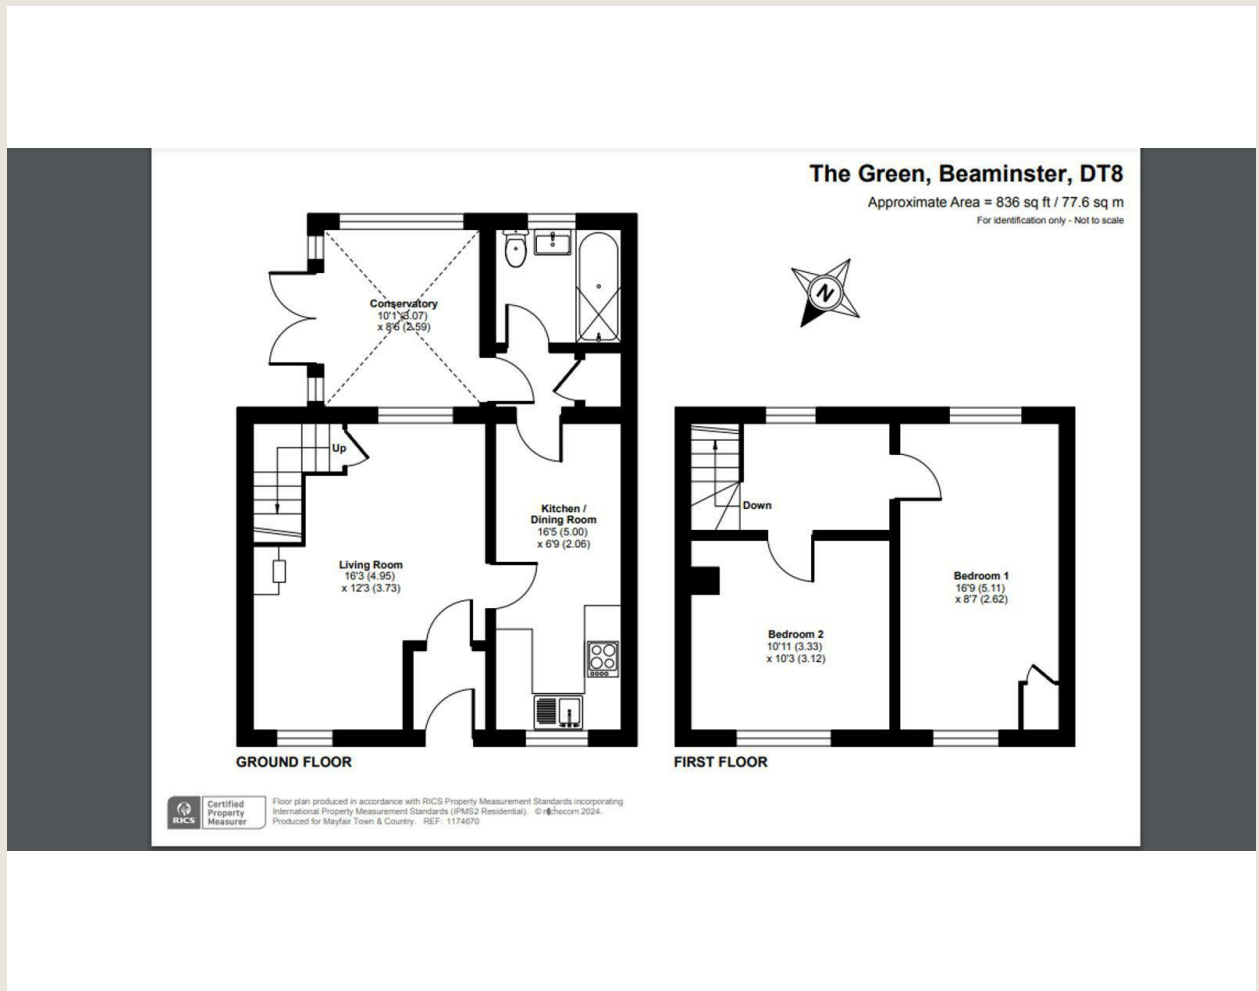 The Green, Beaminster, DT8
Approximate Area = 836 sq ft / 77.6 sq m
For identification only - Not to scale
N
Conservatory
10'1 (3.07)
x 8'6 (2.59)
Up
Kitchen /
Dining Room
16'5 (5.00)
x 6'9 (2.06)
Living Room
16'3 (4.95)
x 12'3 (3.73)
Down
Bedroom 1
16'9 (5.11)
x 8'7 (2.62)
Bedroom 2
10'11 (3.33)
x 10'3 (3.12)
GROUND FLOOR
FIRST FLOOR
RICS
Certified
Property
Measurer
Floor plan produced in accordance with RICS Property Measurement Standards incorporating
International Property Measurement Standards (IPMS2 Residential). © nichecom 2024.
Produced for Mayfair Town & Country. REF: 1174670